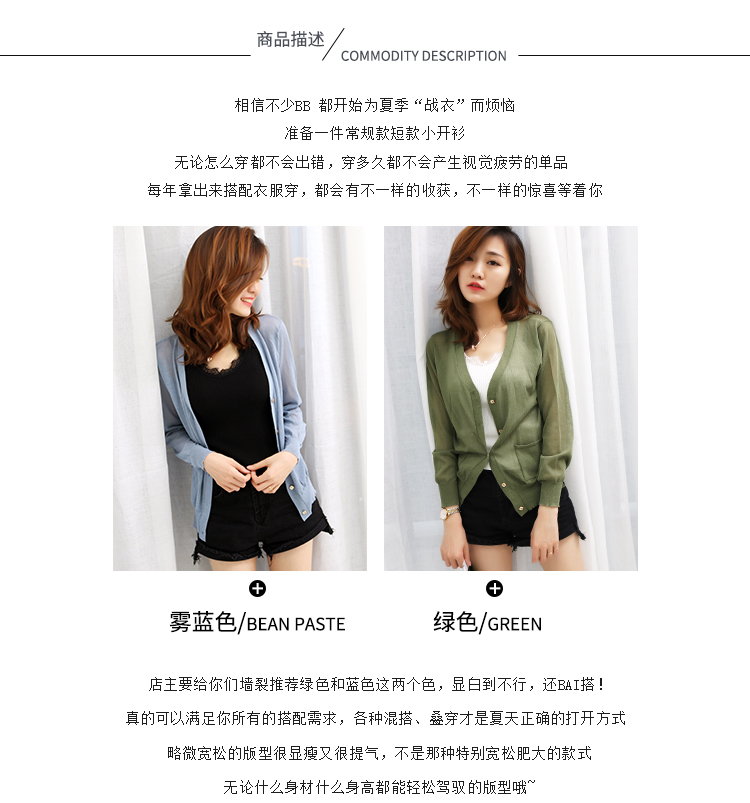 商品描述
COMMODITY DESCRIPTION
相信不少BB 都开始为夏季“战衣”而烦恼
准备一件常规款短款小开衫
无论怎么穿都不会出错，穿多久都不会产生视觉疲劳的单品
每年拿出来搭配衣服穿，都会有不一样的收获，不一样的惊喜等着你
雾蓝色/BEAN PASTE
绿色/GREEN
店主要给你们墙裂推荐绿色和蓝色这两个色，显白到不行，还BAI搭！
真的可以满足你所有的搭配需求，各种混搭、叠穿才是夏天正确的打开方式
略微宽松的版型很显瘦又很提气，不是那种特别宽松肥大的款式
无论什么身材什么身高都能轻松驾驭的版型哦~